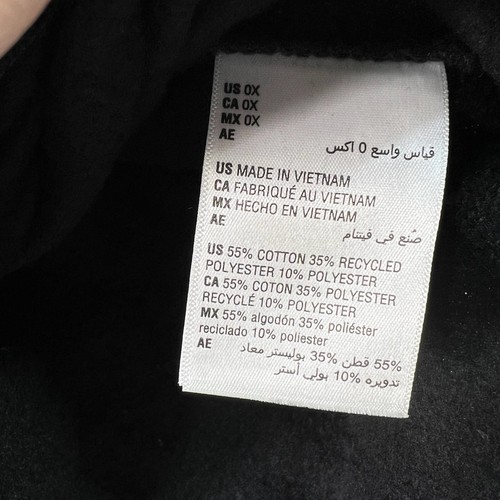 US 0X
CA 0X
MX 0X
AE
قياس واسع 0 اكس
US MADE IN VIETNAM
CA FABRIQUÉ AU VIETNAM
MX HECHO EN VIETNAM
AE
صُنع في فيتنام
US 55% COTTON 35% RECYCLED
POLYESTER 10% POLYESTER
CA 55% COTON 35% POLYESTER
RECYCLÉ 10% POLYESTER
MX 55% algodón 35% poliéster
reciclado 10% poliester
AE
55% قطن 35% بوليستر معاد
تدويره 10% بولي أستر